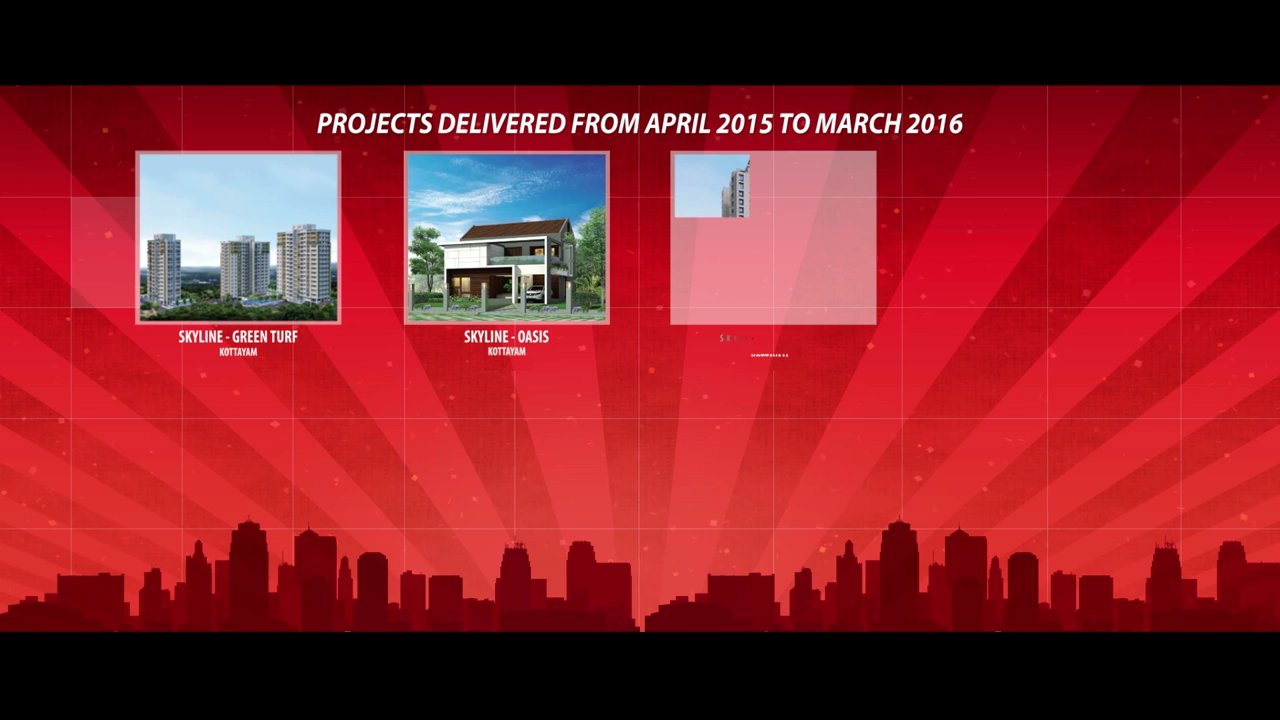 PROJECTS DELIVERED FROM APRIL 2015 TO MARCH 2016
SKYLINE - GREEN TURF
KOTTAYAM
SKYLINE - OASIS
KOTTAYAM